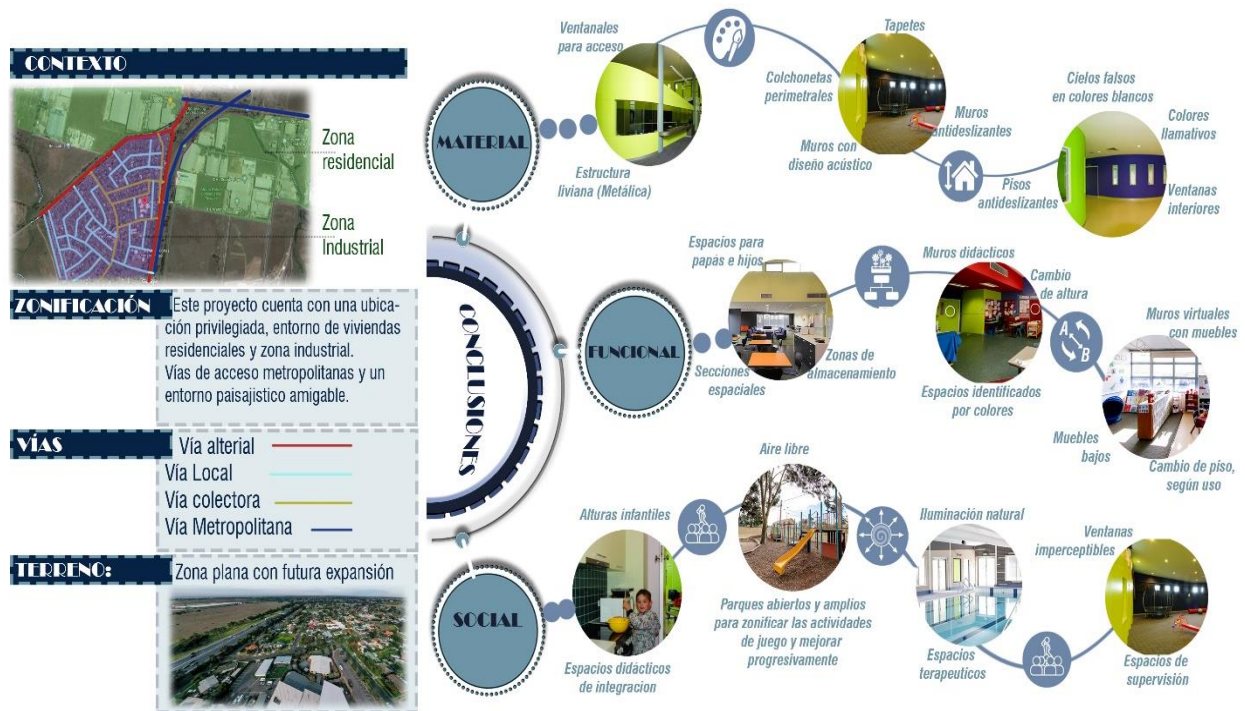 CONTEXTO
Zona
residencial
Zona
Industrial
ZONIFICACIÓN
Este proyecto cuenta con una ubica-
ción privilegiada, entorno de viviendas
residenciales y zona industrial.
Vías de acceso metropolitanas y un
entorno paisajistico amigable.
VÍAS
Vía alterial
Vía Local
Vía colectora
Vía Metropolitana
TERRENO:
Zona plana con futura expansión
CONCLUSIONES
MATERIAL
Ventanales
para acceso
Estructura
liviana (Metálica)
Colchonetas
perimetrales
Tapetes
Muros con
diseño acústico
Muros
antideslizantes
Pisos
antideslizantes
Cielos falsos
en colores blancos
Colores
llamativos
Ventanas
interiores
FUNCIONAL
Espacios para
papás e hijos
Secciones
espaciales
Zonas de
almacenamiento
Muros didácticos
Cambio
de altura
Espacios identificados
por colores
A
B
Muros virtuales
con muebles
Muebles
bajos
Cambio de piso,
según uso
SOCIAL
Alturas infantiles
Espacios didácticos
de integracion
Aire libre
Parques abiertos y amplios
para zonificar las actividades
de juego y mejorar
progresivamente
Iluminación natural
Espacios
terapeuticos
Ventanas
imperceptibles
Espacios de
supervisión